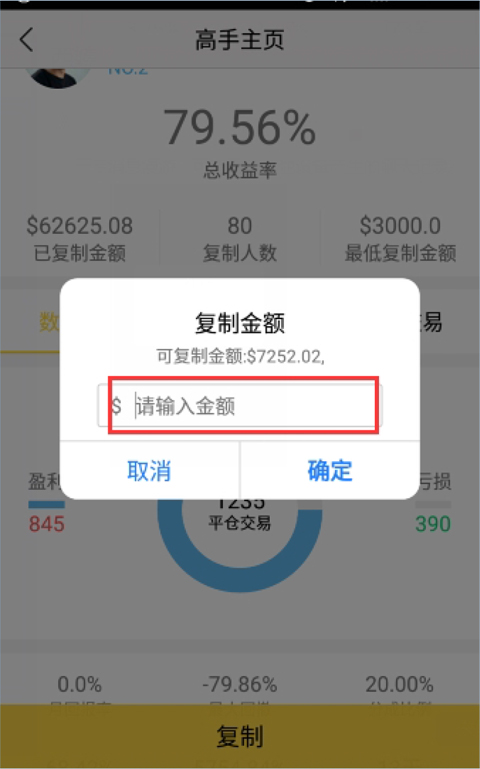 高手主页
NO.2
79.56%
总收益率
$62625.08
80
$3000.0
已复制金额
复制人数
最低复制金额
数
易
复制金额
可复制金额:$7252.02,
$ 请输入金额
取消
确定
盈利
1235
亏损
845
平仓交易
390
0.0%
-79.86%
20.00%
复制